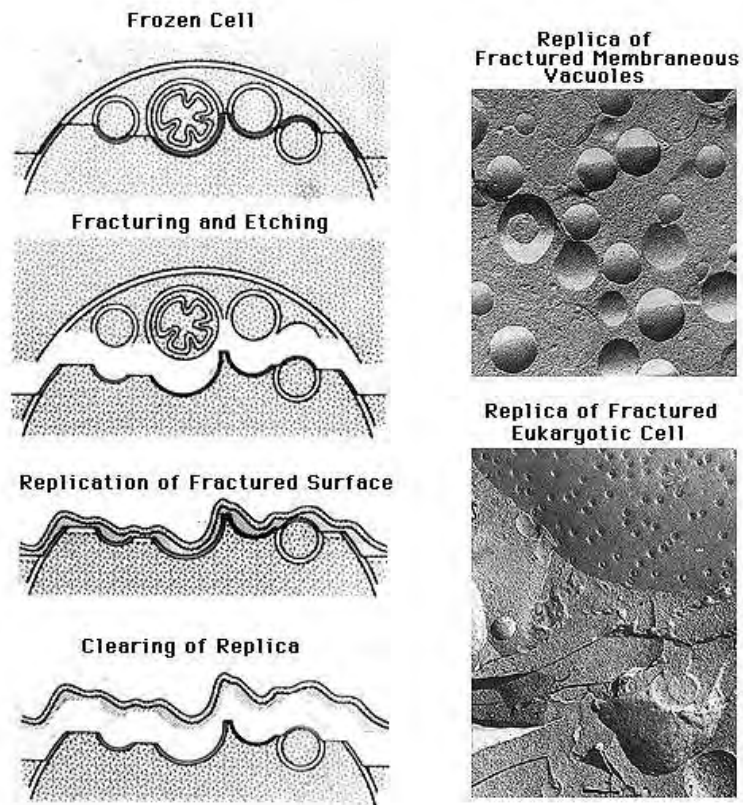 Frozen Cell
Fracturing and Etching
Replication of Fractured Surface
Clearing of Replica
Replica of
Fractured Membraneous
Vacuoles
Replica of Fractured
Eukaryotic Cell